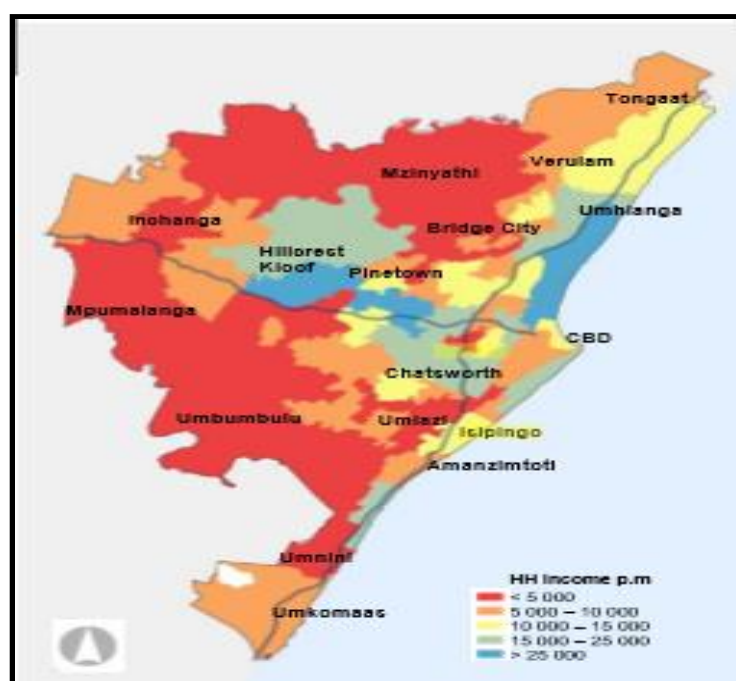 Tongaat
Verulam
Mzinyathi
Umhlanga
Inchanga
Bridge City
Hillcrest
Kloof
Pinetown
Mpumalanga
CBD
Chatsworth
Umbumbulu
Umlazi
Isipingo
Amanzimtoti
Umnini
Umkomaas
HH Income p.m
< 5 000
5 000 – 10 000
10 000 – 15 000
15 000 – 25 000
> 25 000